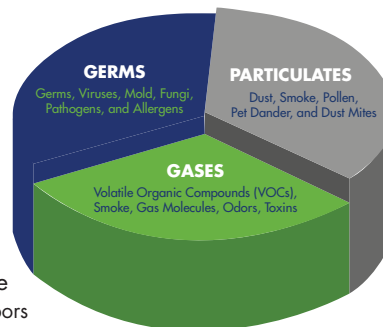 GERMS
Germs, Viruses, Mold, Fungi,
Pathogens, and Allergens
PARTICULATES
Dust, Smoke, Pollen,
Pet Dander, and Dust Mites
GASES
Volatile Organic Compounds (VOCs),
Smoke, Gas Molecules, Odors, Toxins